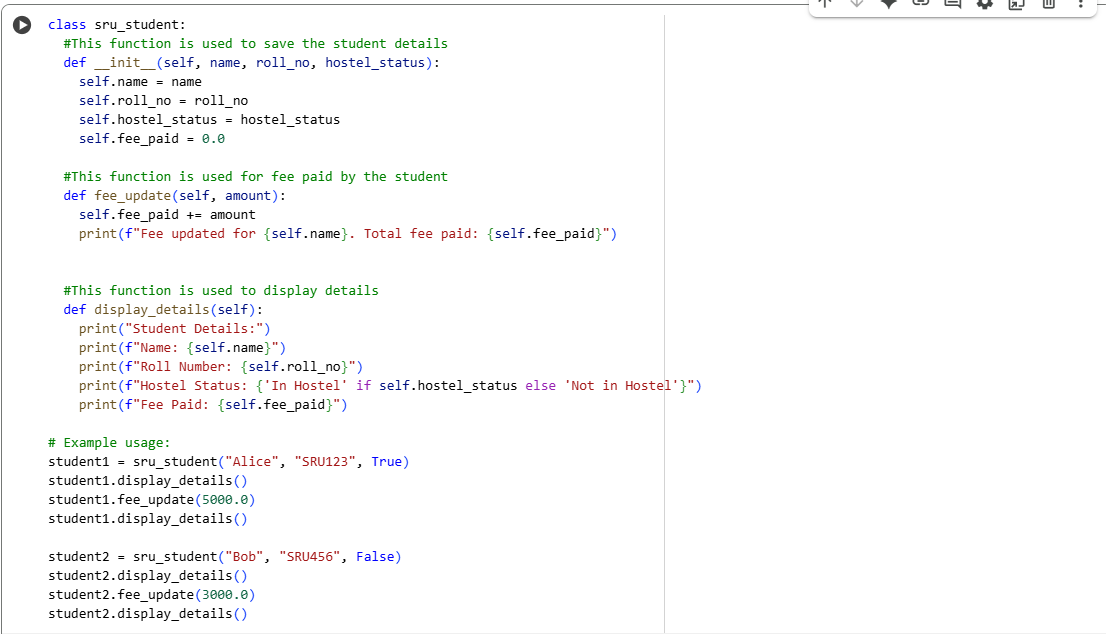 class sru_student:
  #This function is used to save the student details
  def __init__(self, name, roll_no, hostel_status):
    self.name = name
    self.roll_no = roll_no
    self.hostel_status = hostel_status
    self.fee_paid = 0.0

  #This function is used for fee paid by the student
  def fee_update(self, amount):
    self.fee_paid += amount
    print(f"Fee updated for {self.name}. Total fee paid: {self.fee_paid}")


  #This function is used to display details
  def display_details(self):
    print("Student Details:")
    print(f"Name: {self.name}")
    print(f"Roll Number: {self.roll_no}")
    print(f"Hostel Status: {'In Hostel' if self.hostel_status else 'Not in Hostel'}")
    print(f"Fee Paid: {self.fee_paid}")

# Example usage:
student1 = sru_student("Alice", "SRU123", True)
student1.display_details()
student1.fee_update(5000.0)
student1.display_details()

student2 = sru_student("Bob", "SRU456", False)
student2.display_details()
student2.fee_update(3000.0)
student2.display_details()